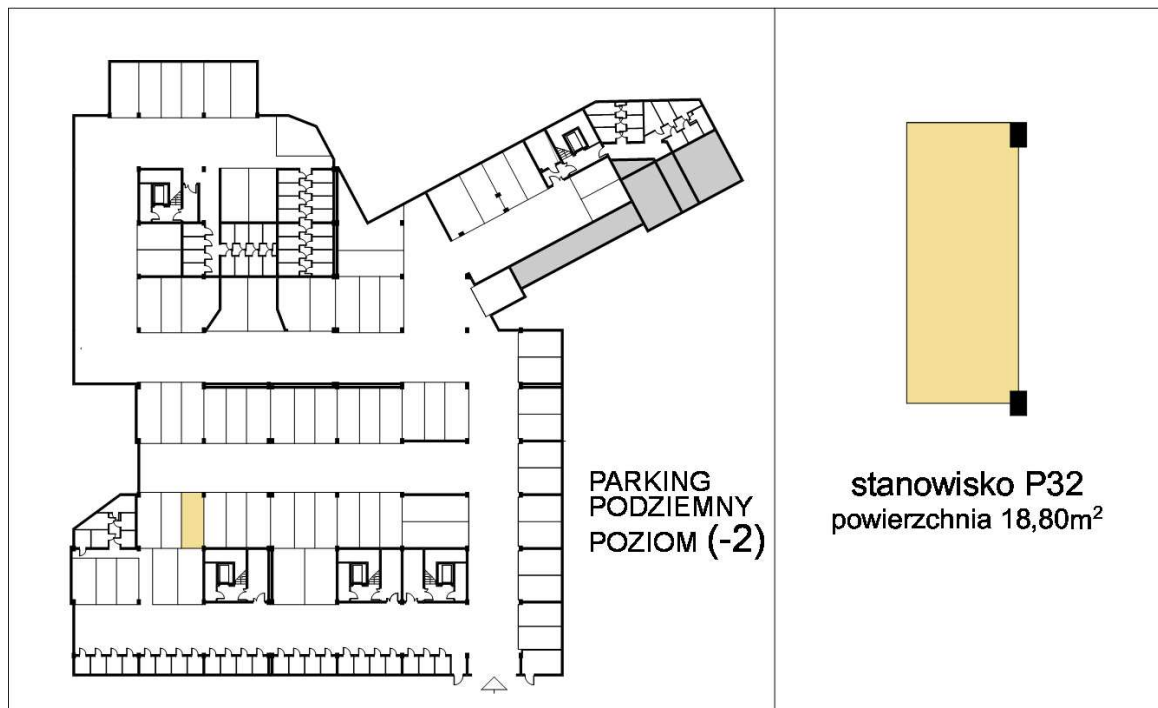 PARKING
PODZIEMNY
POZIOM (-2)
stanowisko P32
powierzchnia 18,80m²